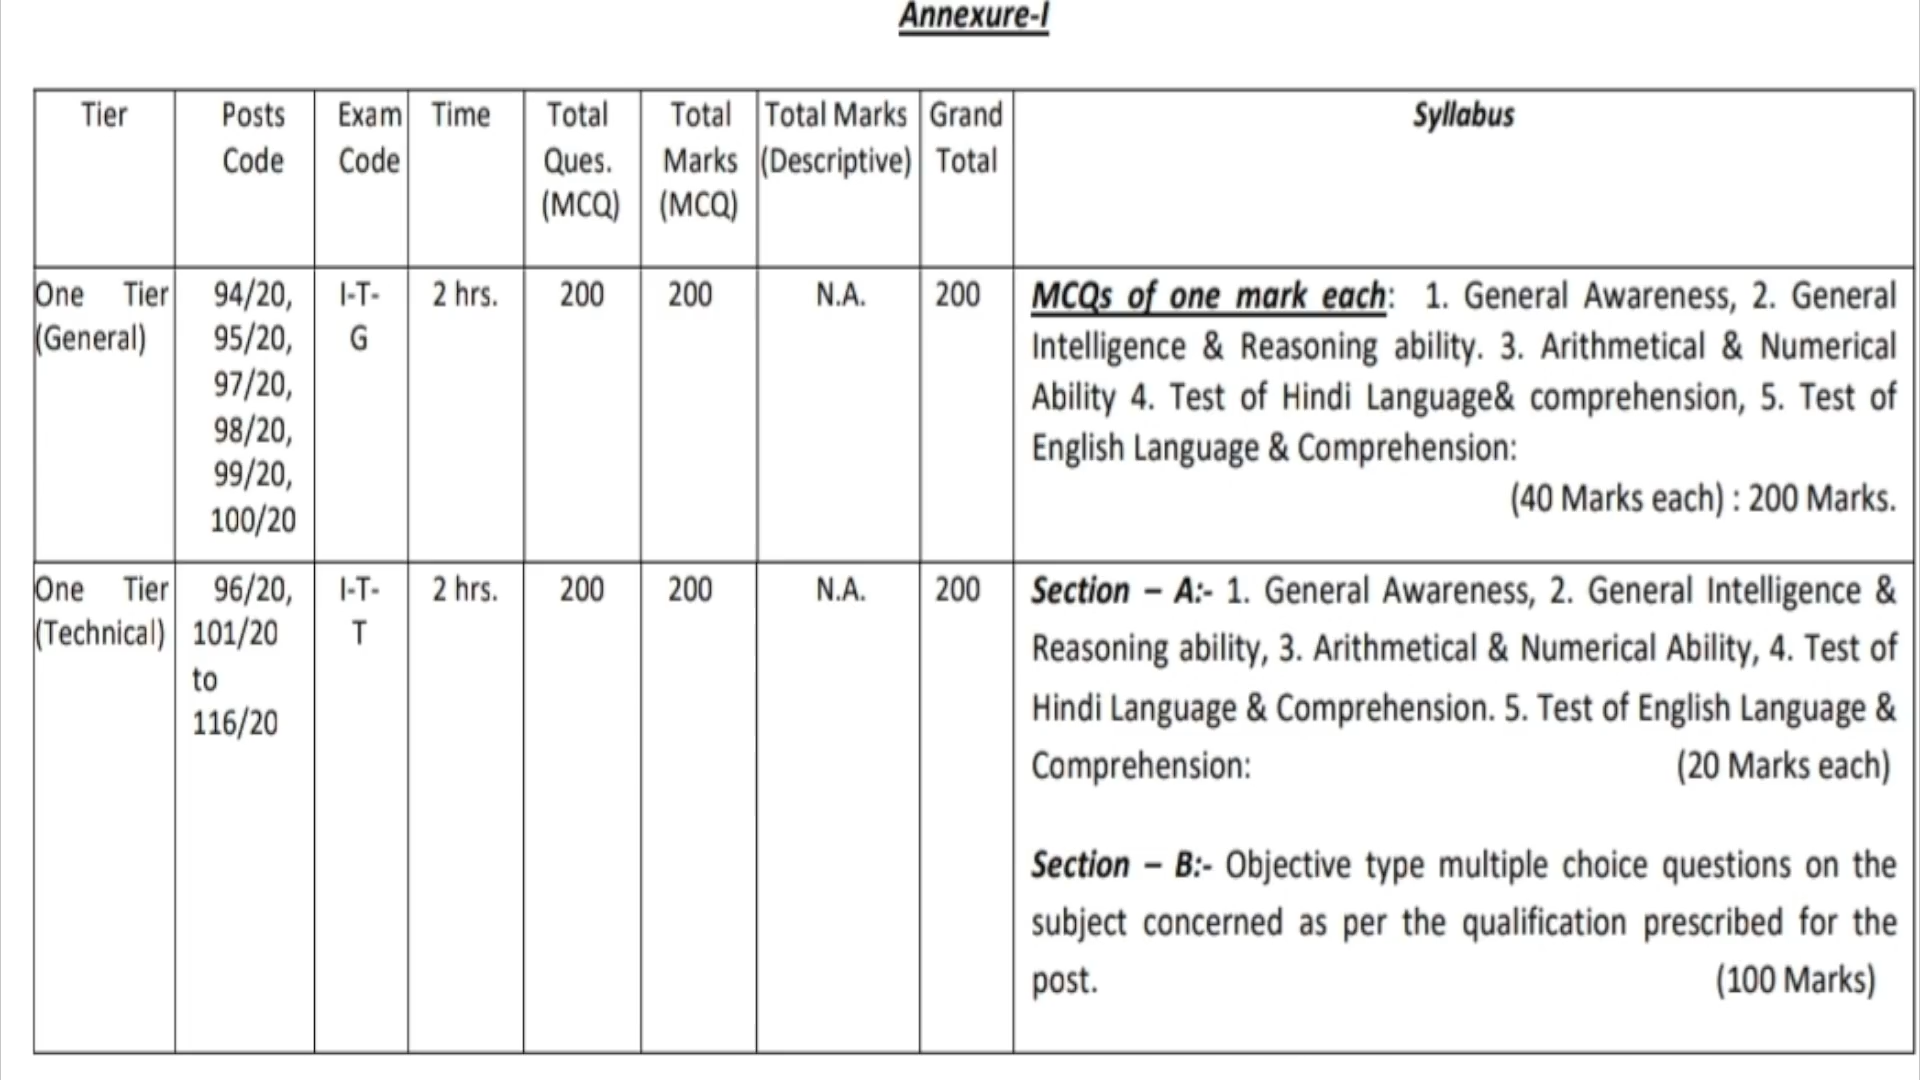 Annexure-I
Tier
Posts
Code
Exam
Code
Time
Total
Ques.
(MCQ)
Total
Marks
(MCQ)
Total Marks
(Descriptive)
Grand
Total
Syllabus
One Tier
(General)
94/20,
95/20,
97/20,
98/20,
99/20,
100/20
I-T-
G
2 hrs.
200
200
N.A.
200
MCQs of one mark each: 1. General Awareness, 2. General
Intelligence & Reasoning ability. 3. Arithmetical & Numerical
Ability 4. Test of Hindi Language& comprehension, 5. Test of
English Language & Comprehension:
(40 Marks each) : 200 Marks.
One Tier
(Technical)
96/20,
101/20
to
116/20
I-T-
T
2 hrs.
200
200
N.A.
200
Section – A:- 1. General Awareness, 2. General Intelligence &
Reasoning ability, 3. Arithmetical & Numerical Ability, 4. Test of
Hindi Language & Comprehension. 5. Test of English Language &
Comprehension: (20 Marks each)
Section – B:- Objective type multiple choice questions on the
subject concerned as per the qualification prescribed for the
post. (100 Marks)